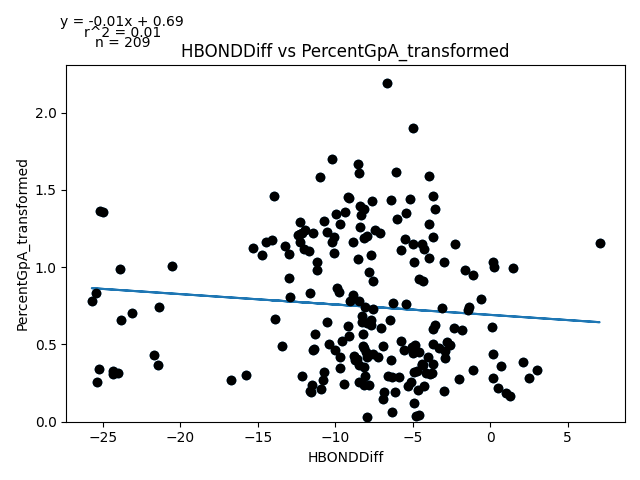 y = -0.01x + 0.69
r^2 = 0.01
n = 209
HBONDDiff vs PercentGpA_transformed
PercentGpA_transformed
2.0
1.5
1.0
0.5
0.0
−25 −20 −15 −10 −5 0 5
HBONDDiff